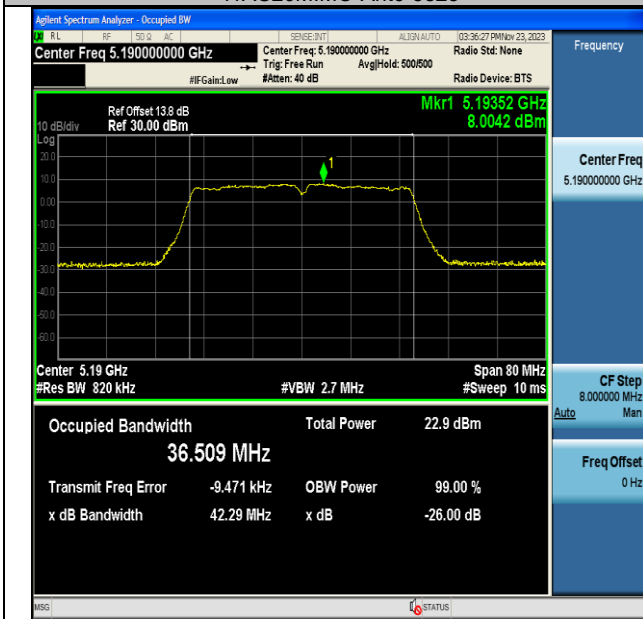 Agilent Spectrum Analyzer - Occupied BW
RL RF 50 Ω AC SENSE:INT ALIGN AUTO 03:36:27 PM Nov 23, 2023
Center Freq 5.190000000 GHz
Center Freq: 5.190000000 GHz
Radio Std: None
Trig: Free Run Avg|Hold: 500/500
#IFGain:Low #Atten: 40 dB Radio Device: BTS
Frequency
Ref Offset 13.8 dB
10 dB/div Ref 30.00 dBm
Mkr1 5.19352 GHz
8.0042 dBm
Log
20.0
10.0
0.00
-10.0
-20.0
-30.0
-40.0
-50.0
-60.0
1
Center 5.19 GHz Span 80 MHz
#Res BW 820 kHz #VBW 2.7 MHz #Sweep 10 ms
Occupied Bandwidth Total Power 22.9 dBm
36.509 MHz
Transmit Freq Error -9.471 kHz OBW Power 99.00 %
x dB Bandwidth 42.29 MHz x dB -26.00 dB
Center Freq
5.190000000 GHz
CF Step
8.000000 MHz
Auto Man
Freq Offset
0 Hz
MSG STATUS